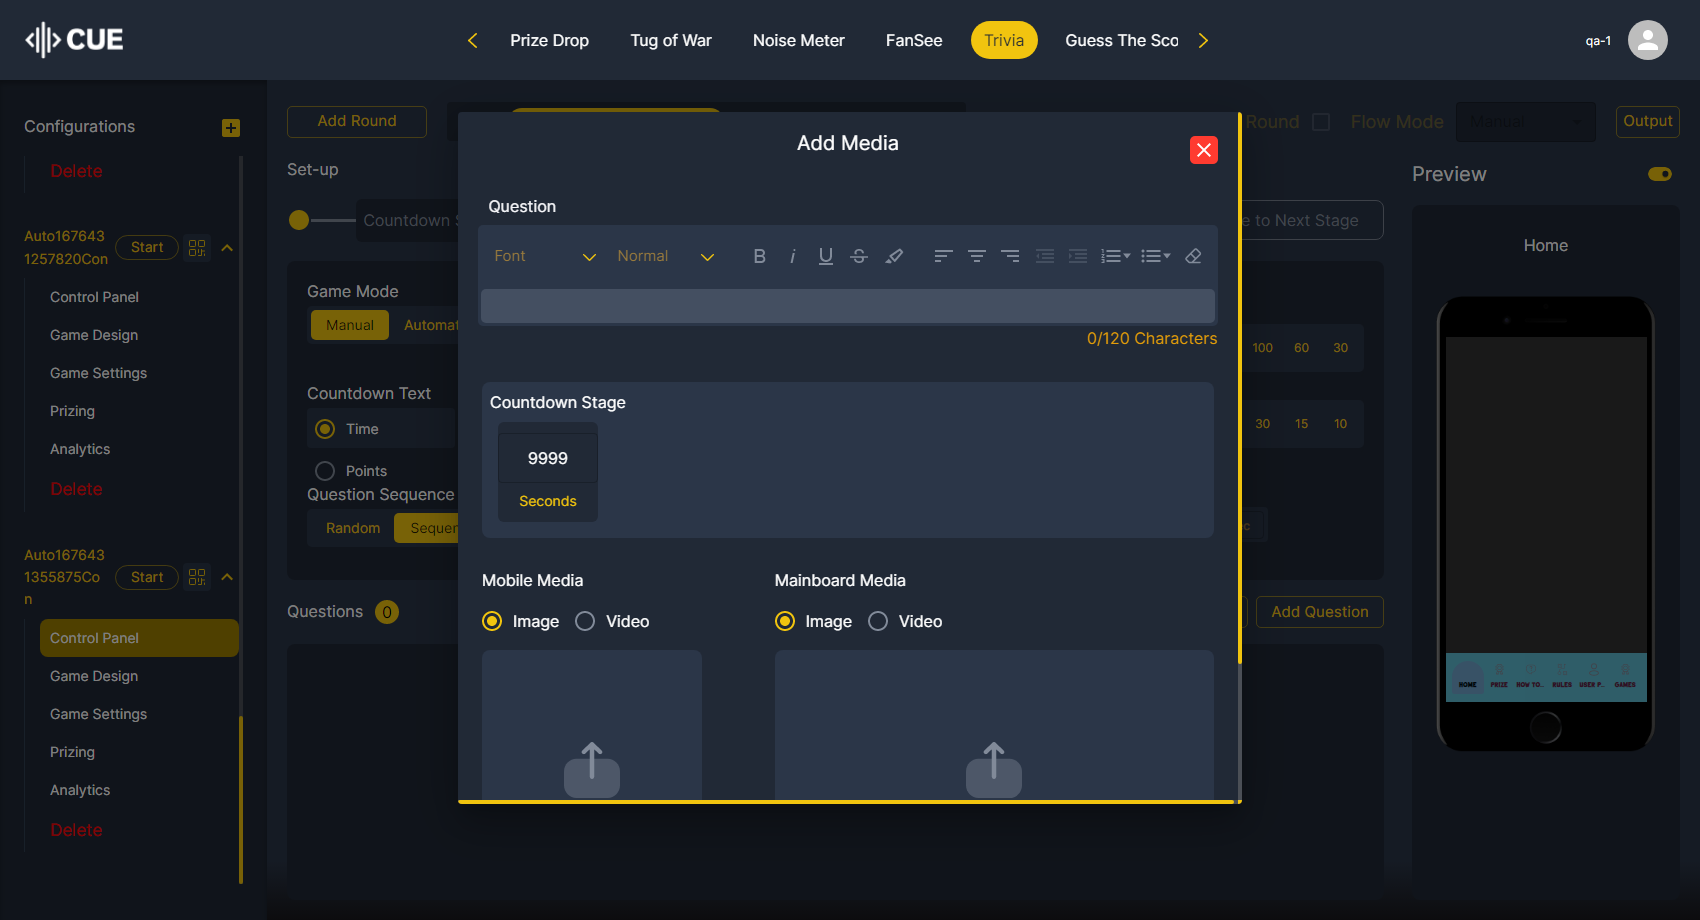 CUE
Prize Drop
Tug of War
Noise Meter
FanSee
Trivia
Guess The Sco
qa-1
Configurations
Delete
Auto167643
1257820Con
Start
Control Panel
Game Design
Game Settings
Prizing
Analytics
Delete
Auto167643
1355875Co
n
Start
Control Panel
Game Design
Game Settings
Prizing
Analytics
Delete
Add Round
Round
Flow Mode
Manual
Output
Set-up
Countdown S
e to Next Stage
Game Mode
Manual
Automat
100 60 30
Countdown Text
Time
Points
30 15 10
Question Sequence
Random
Sequen
c
Questions 0
Add Question
Add Media
Question
Font
Normal
B i U S
0/120 Characters
Countdown Stage
9999
Seconds
Mobile Media
Image
Video
Mainboard Media
Image
Video
Preview
Home
HOME PRIZE HOW TO.. RULES USER P.. GAMES